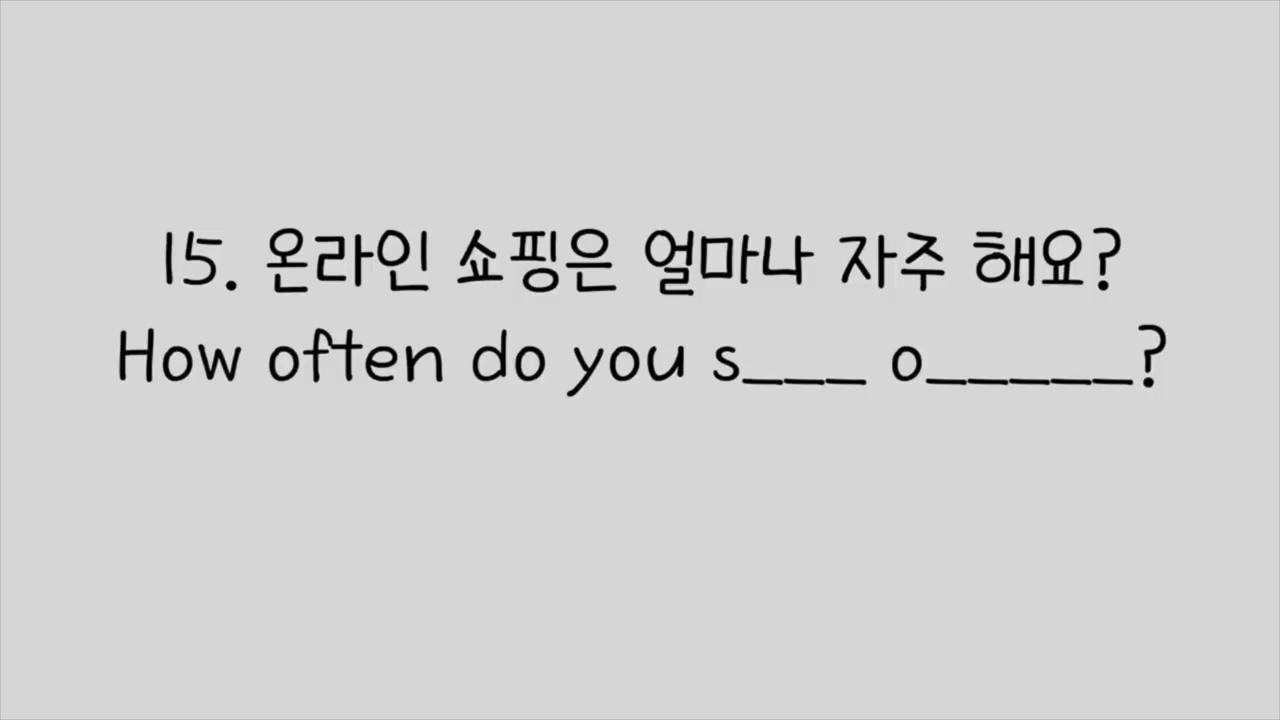 15. 온라인 쇼핑은 얼마나 자주 해요?
How often do you s___ o_____?